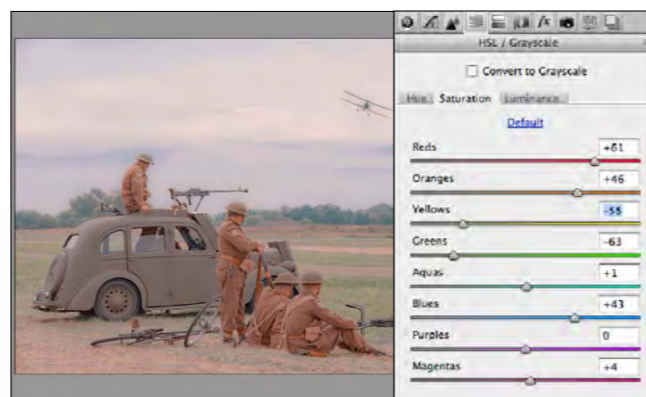 HSL / Grayscale
Convert to Grayscale
Hue Saturation Luminance
Default
Reds +61
Oranges +46
Yellows -55
Greens -63
Aquas +1
Blues +43
Purples 0
Magentas +4